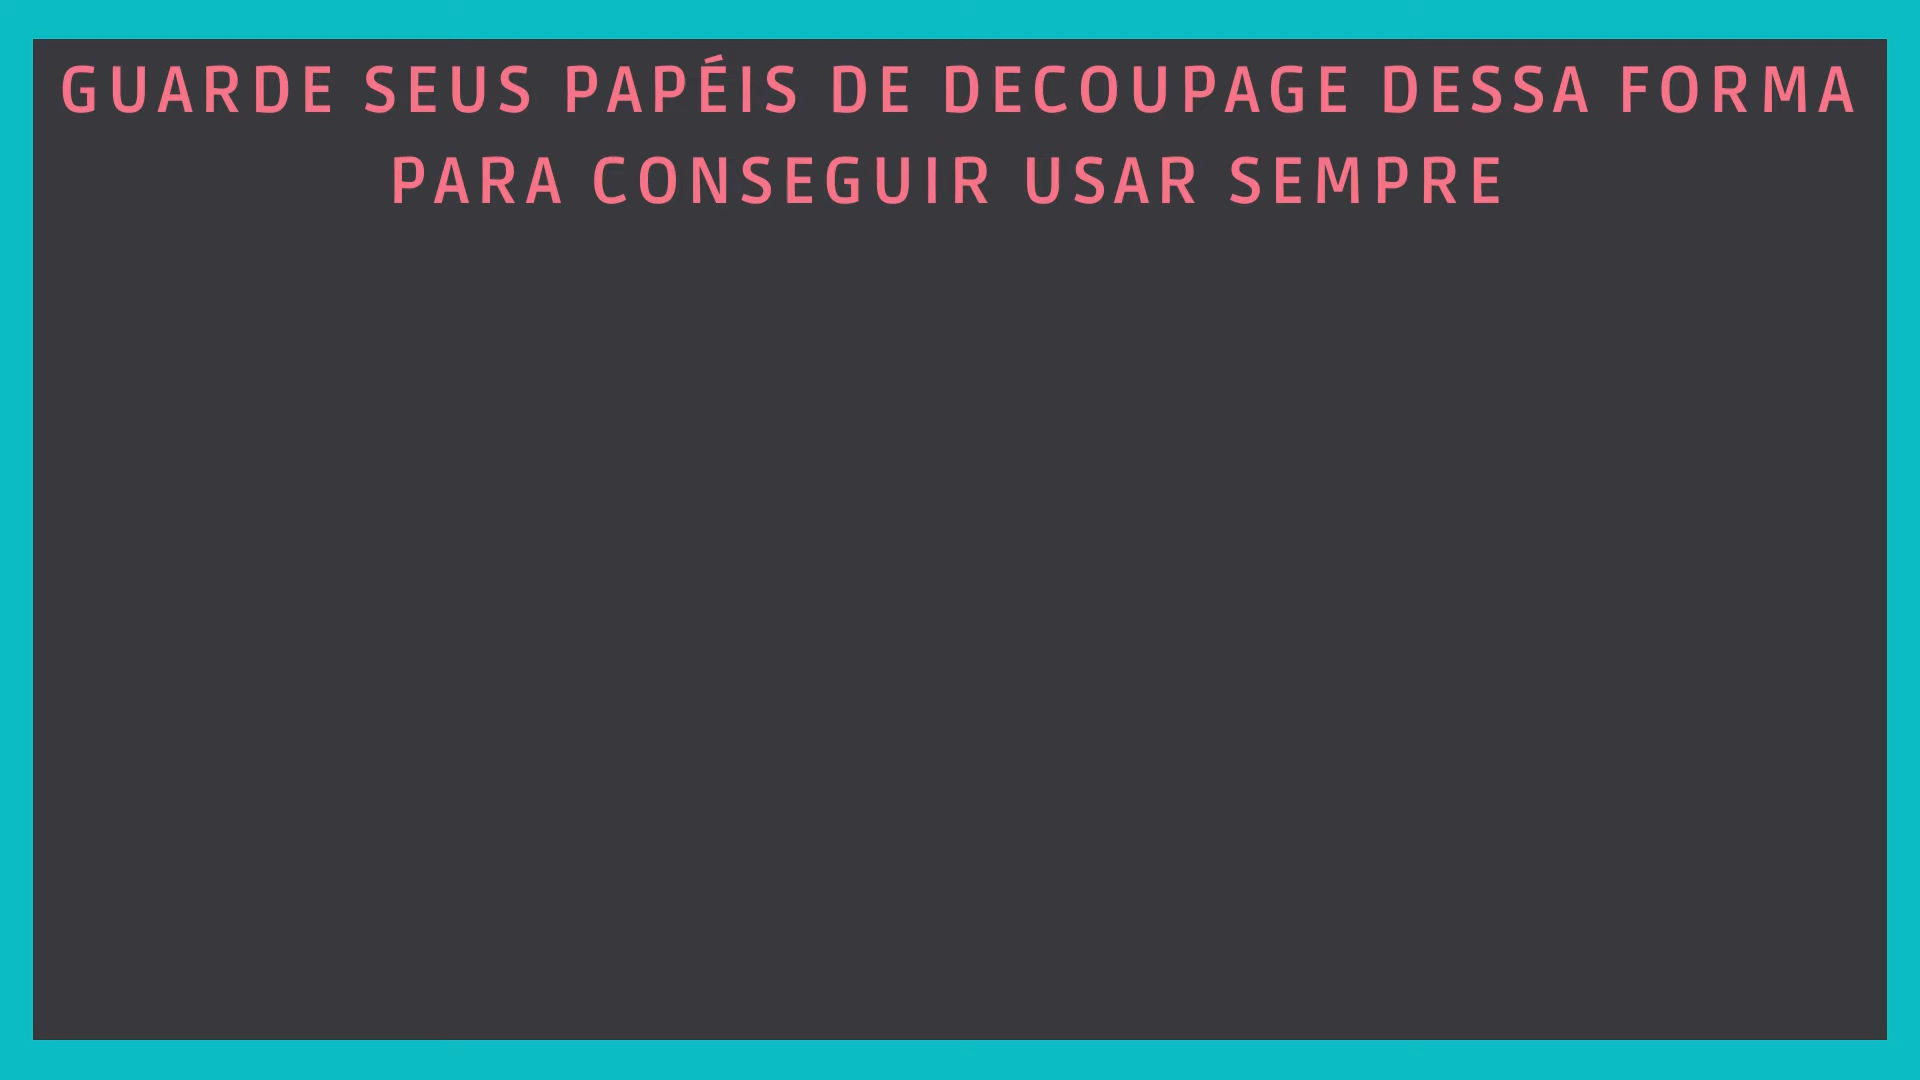 GUARDE SEUS PAPÉIS DE DECOUPAGE DESSA FORMA
PARA CONSEGUIR USAR SEMPRE